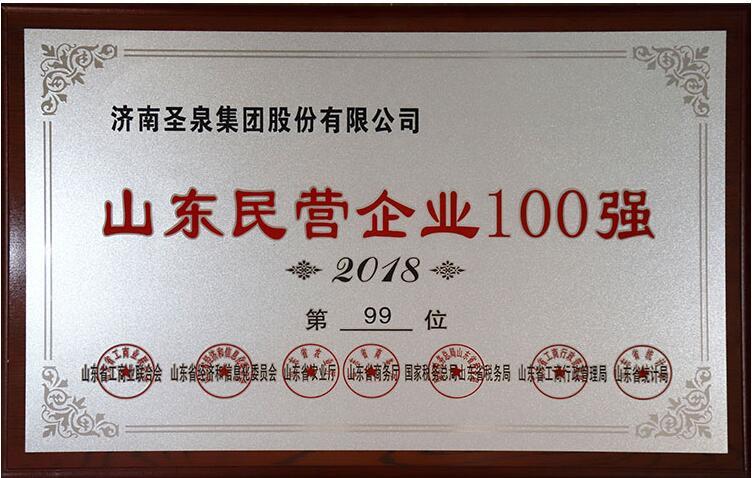 济南圣泉集团股份有限公司
山东民营企业100强
2018
第 99 位
山东省工商业联合会 山东省经济和信息化委员会 山东省农业厅 山东省商务厅 国家税务总局山东省税务局 山东省工商行政管理局 山东省统计局